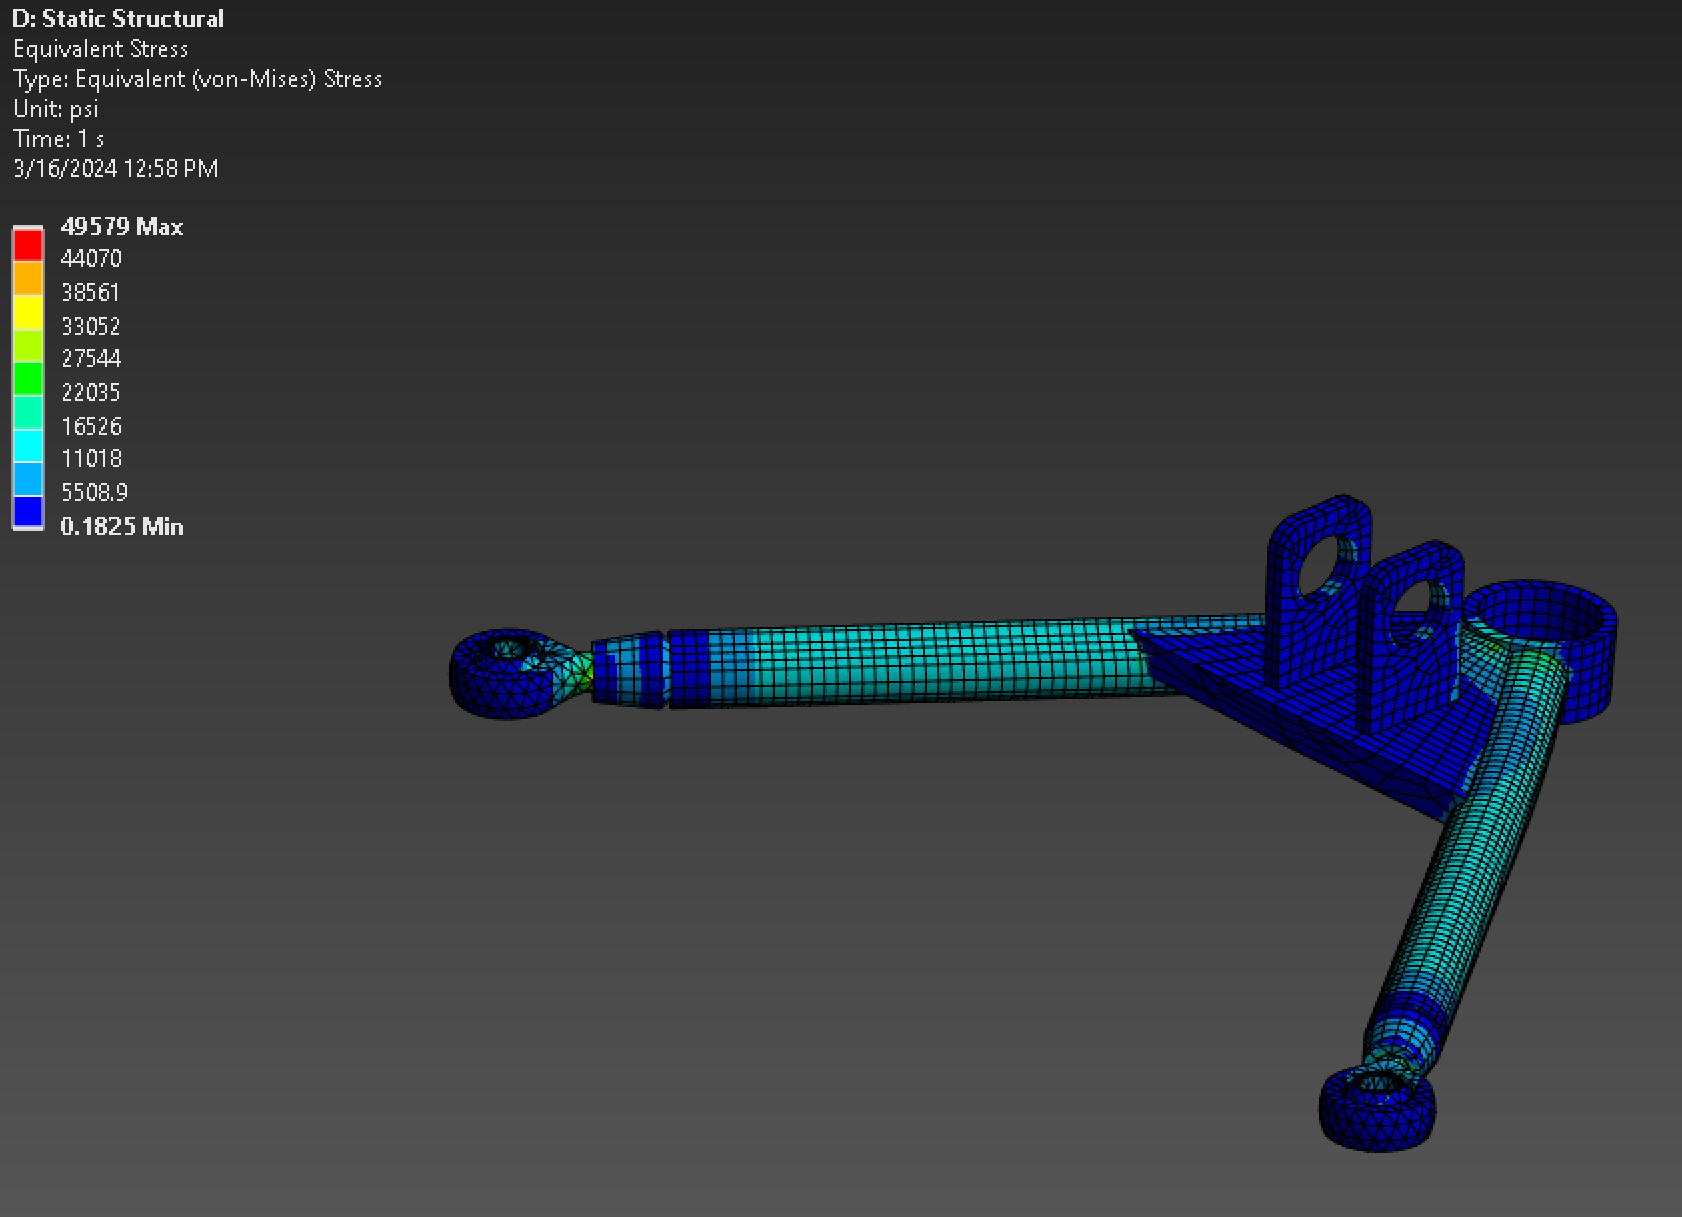 D: Static Structural
Equivalent Stress
Type: Equivalent (von-Mises) Stress
Unit: psi
Time: 1 s
3/16/2024 12:58 PM
49579 Max
44070
38561
33052
27544
22035
16526
11018
5508.9
0.1825 Min